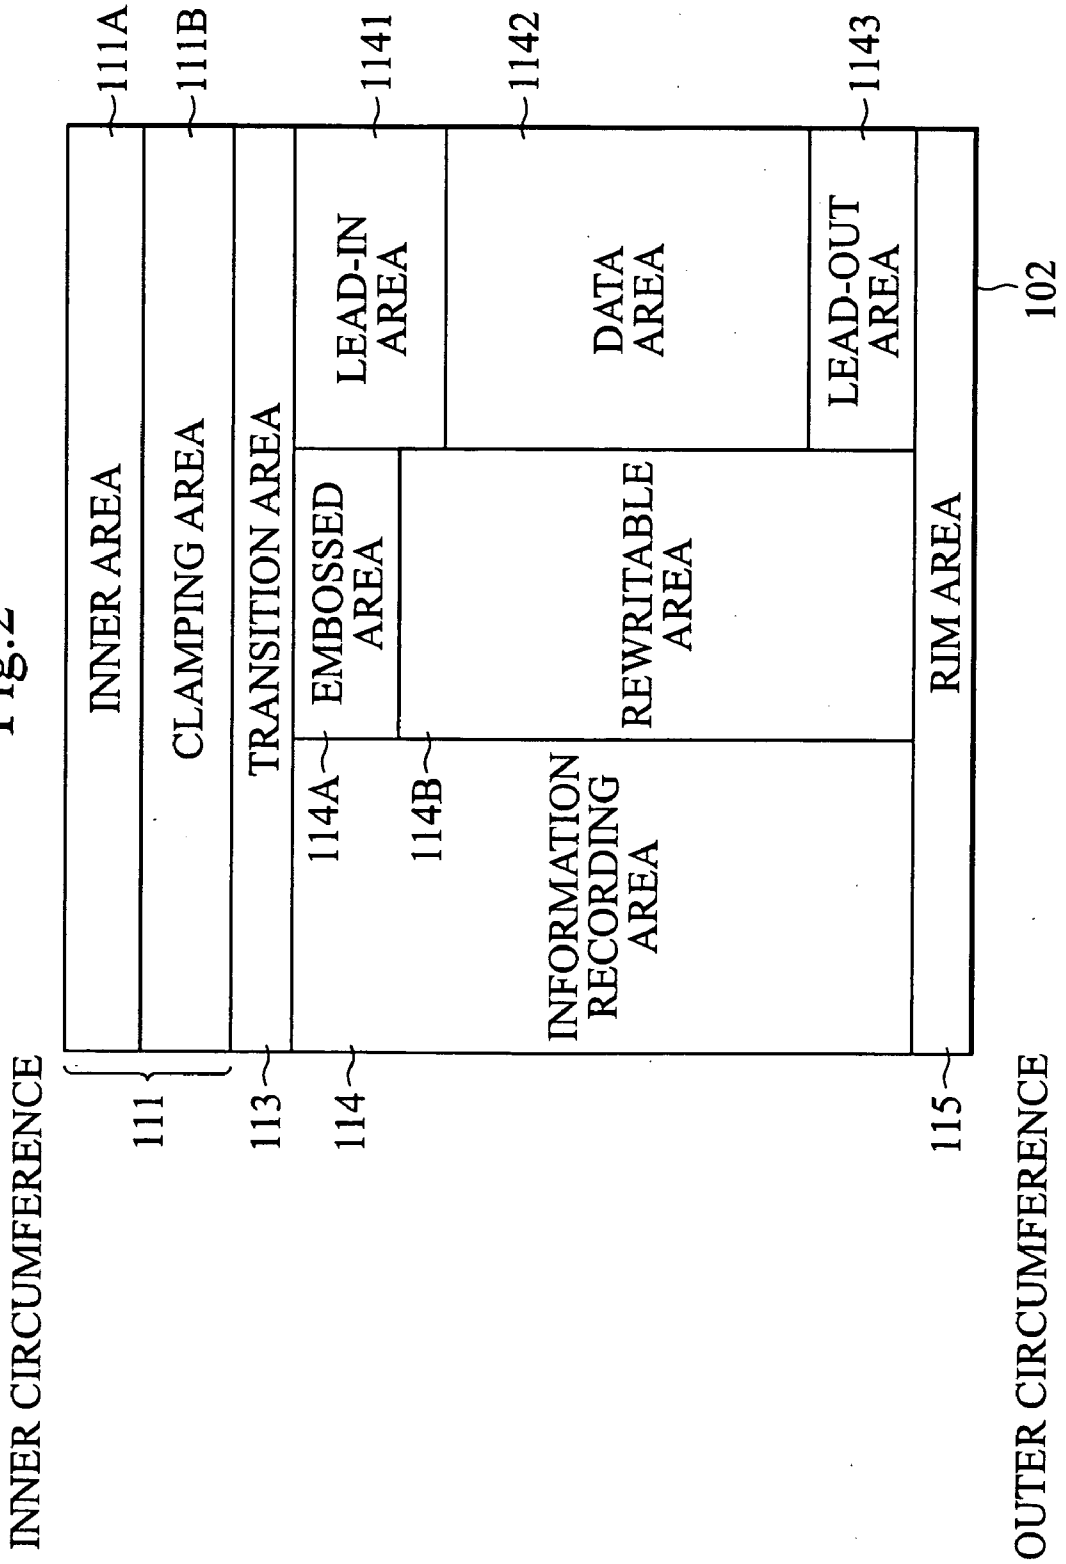 Fig.2
INNER CIRCUMFERENCE
111
INNER AREA
111A
CLAMPING AREA
111B
113
TRANSITION AREA
114
INFORMATION
RECORDING
AREA
114A
EMBOSSED
AREA
114B
REWRITABLE
AREA
LEAD-IN
AREA
1141
DATA
AREA
1142
LEAD-OUT
AREA
1143
115
RIM AREA
102
OUTER CIRCUMFERENCE